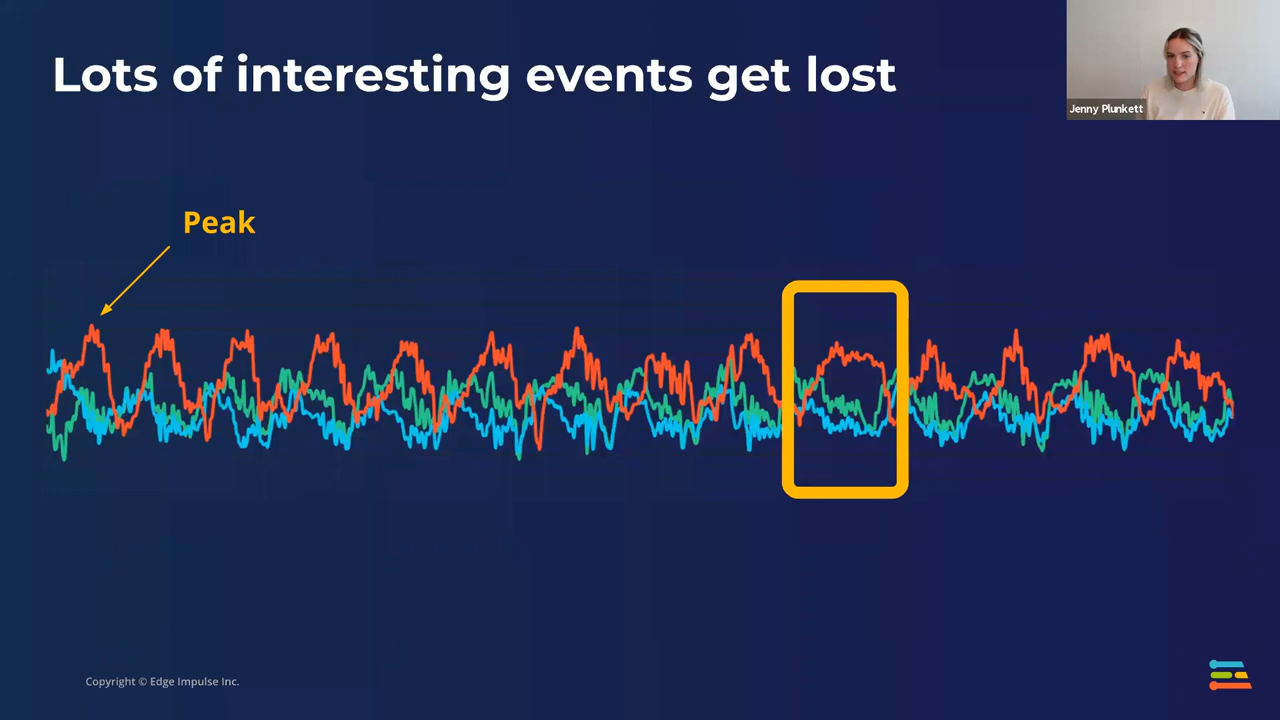 Lots of interesting events get lost
Jenny Plunkett
Peak
Copyright © Edge Impulse Inc.